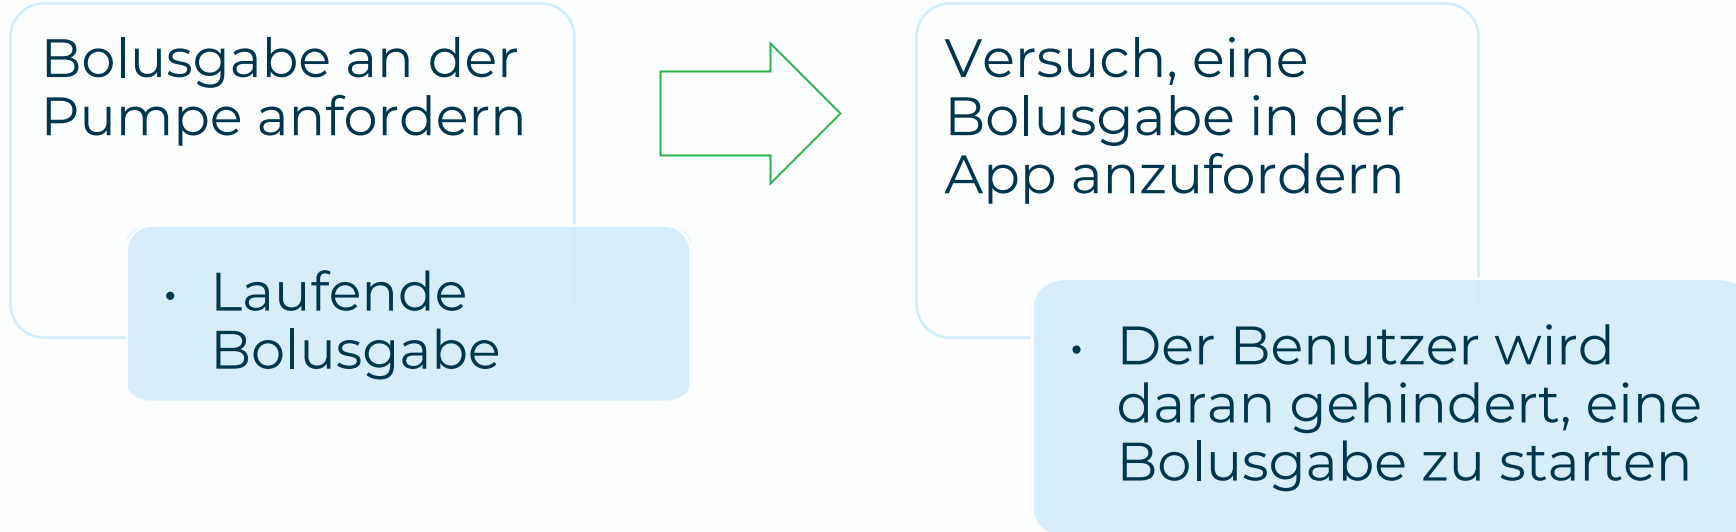 Bolusgabe an der
Pumpe anfordern
• Laufende
Bolusgabe
Versuch, eine
Bolusgabe in der
App anzufordern
• Der Benutzer wird
daran gehindert, eine
Bolusgabe zu starten